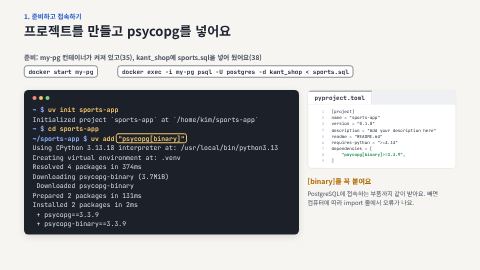 1. 준비하고 접속하기
프로젝트를 만들고 psycopg를 넣어요
준비: my-pg 컨테이너가 켜져 있고(35), kant_shop에 sports.sql을 넣어 뒀어요(38)
docker start my-pg
docker exec -i my-pg psql -U postgres -d kant_shop < sports.sql
~ $ uv init sports-app
Initialized project `sports-app` at `/home/kim/sports-app`
~ $ cd sports-app
~/sports-app $ uv add "psycopg[binary]"
Using CPython 3.13.18 interpreter at: /usr/local/bin/python3.13
Creating virtual environment at: .venv
Resolved 4 packages in 374ms
Downloading psycopg-binary (3.7MiB)
Downloaded psycopg-binary
Prepared 2 packages in 131ms
Installed 2 packages in 2ms
+ psycopg==3.3.9
+ psycopg-binary==3.3.9
pyproject.toml
[project]
name = "sports-app"
version = "0.1.0"
description = "Add your description here"
readme = "README.md"
requires-python = ">=3.13"
dependencies = [
"psycopg[binary]>=3.3.9",
]
[binary]를 꼭 붙여요
PostgreSQL에 접속하는 부품까지 같이 받아요. 빼면
컴퓨터에 따라 import 줄에서 오류가 나요.